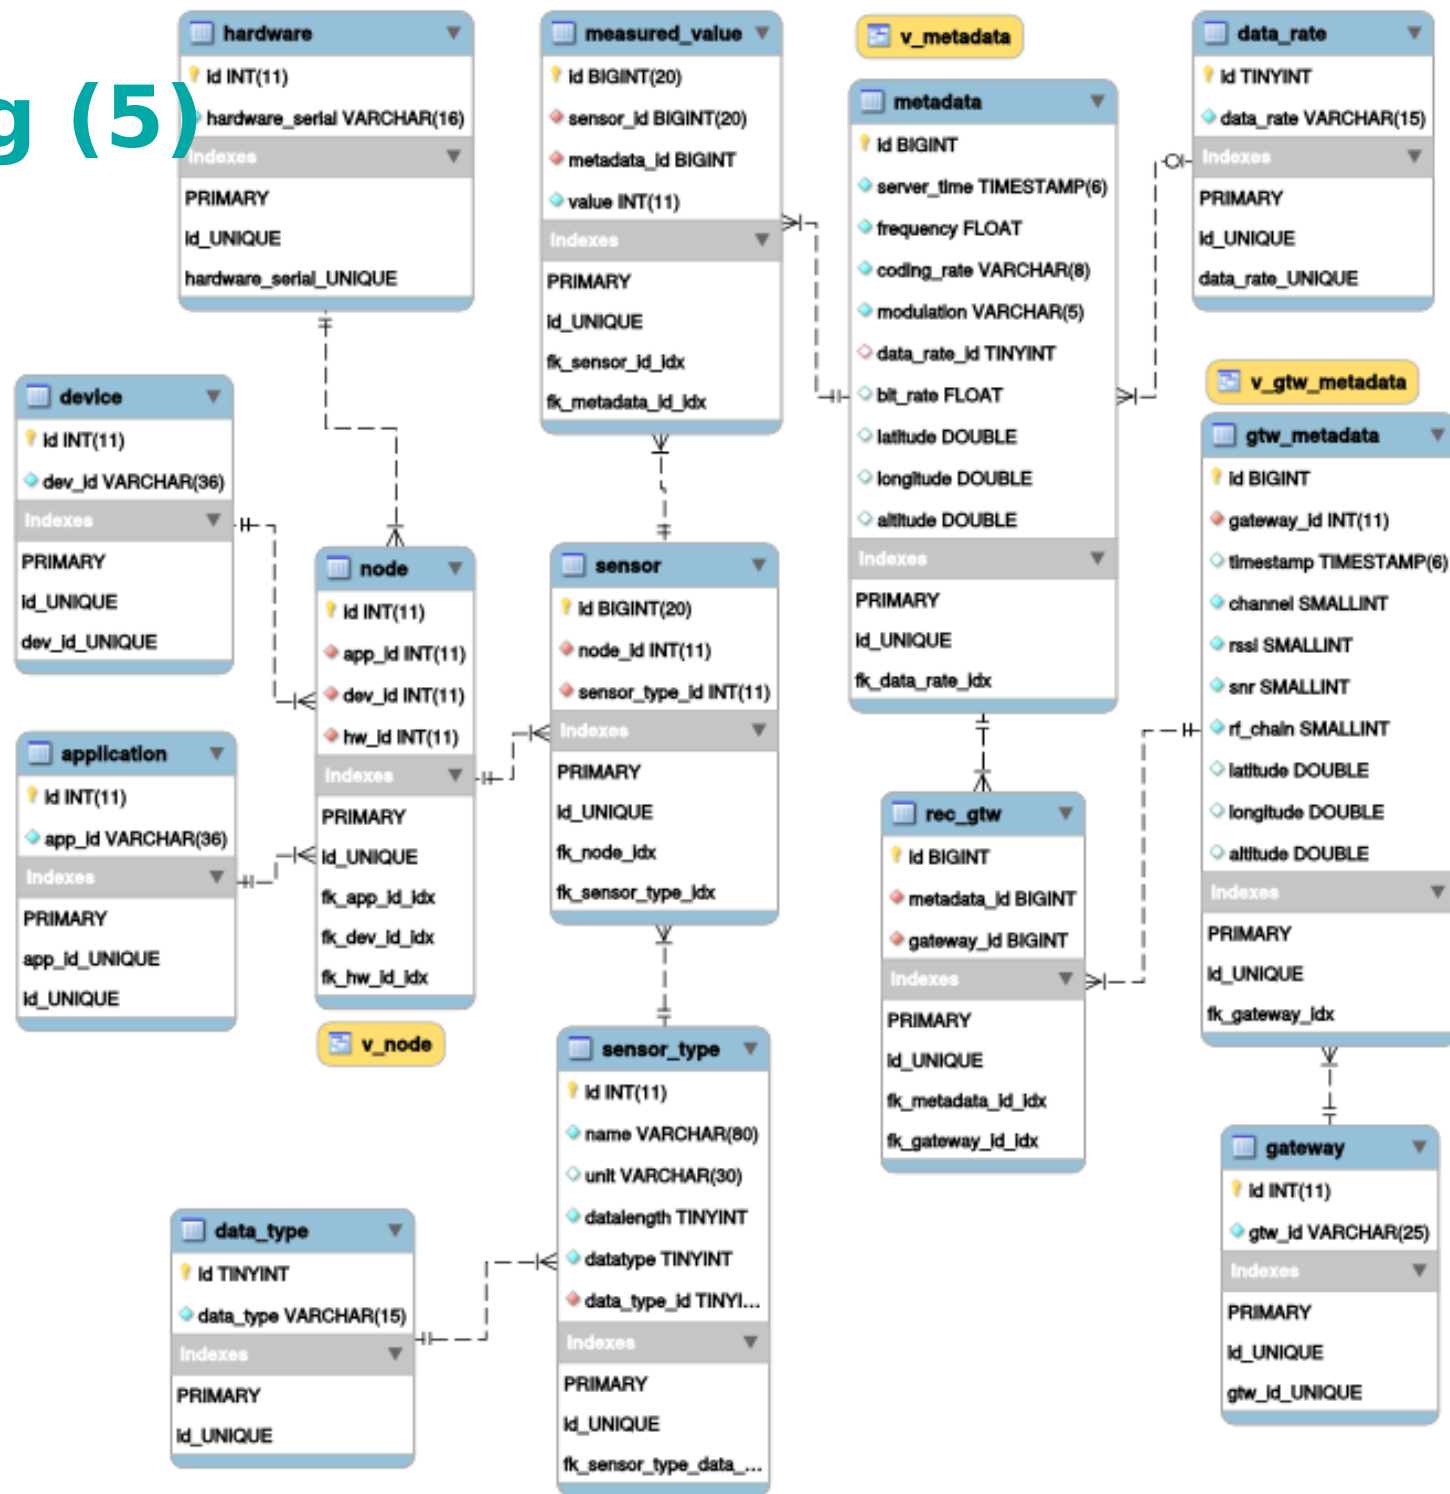 g (5)
hardware
id INT(11)
hardware_serial VARCHAR(16)
Indexes
PRIMARY
id_UNIQUE
hardware_serial_UNIQUE
measured_value
id BIGINT(20)
sensor_id BIGINT(20)
metadata_id BIGINT
value INT(11)
Indexes
PRIMARY
id_UNIQUE
fk_sensor_id_idx
fk_metadata_id_idx
v_metadata
metadata
id BIGINT
server_time TIMESTAMP(6)
frequency FLOAT
coding_rate VARCHAR(8)
modulation VARCHAR(5)
data_rate_id TINYINT
bit_rate FLOAT
latitude DOUBLE
longitude DOUBLE
altitude DOUBLE
Indexes
PRIMARY
id_UNIQUE
fk_data_rate_idx
data_rate
id TINYINT
data_rate VARCHAR(15)
Indexes
PRIMARY
id_UNIQUE
data_rate_UNIQUE
device
id INT(11)
dev_id VARCHAR(36)
Indexes
PRIMARY
id_UNIQUE
dev_id_UNIQUE
v_gtw_metadata
gtw_metadata
id BIGINT
gateway_id INT(11)
timestamp TIMESTAMP(6)
channel SMALLINT
rssi SMALLINT
snr SMALLINT
rf_chain SMALLINT
latitude DOUBLE
longitude DOUBLE
altitude DOUBLE
Indexes
PRIMARY
id_UNIQUE
fk_gateway_idx
node
id INT(11)
app_id INT(11)
dev_id INT(11)
hw_id INT(11)
Indexes
PRIMARY
id_UNIQUE
fk_app_id_idx
fk_dev_id_idx
fk_hw_id_idx
v_node
sensor
id BIGINT(20)
node_id INT(11)
sensor_type_id INT(11)
Indexes
PRIMARY
id_UNIQUE
fk_node_idx
fk_sensor_type_idx
application
id INT(11)
app_id VARCHAR(36)
Indexes
PRIMARY
app_id_UNIQUE
id_UNIQUE
rec_gtw
id BIGINT
metadata_id BIGINT
gateway_id BIGINT
Indexes
PRIMARY
id_UNIQUE
fk_metadata_id_idx
fk_gateway_id_idx
sensor_type
id INT(11)
name VARCHAR(80)
unit VARCHAR(30)
datalength TINYINT
datatype TINYINT
data_type_id TINYI...
Indexes
PRIMARY
id_UNIQUE
fk_sensor_type_data_...
gateway
id INT(11)
gtw_id VARCHAR(25)
Indexes
PRIMARY
id_UNIQUE
gtw_id_UNIQUE
data_type
id TINYINT
data_type VARCHAR(15)
Indexes
PRIMARY
id_UNIQUE